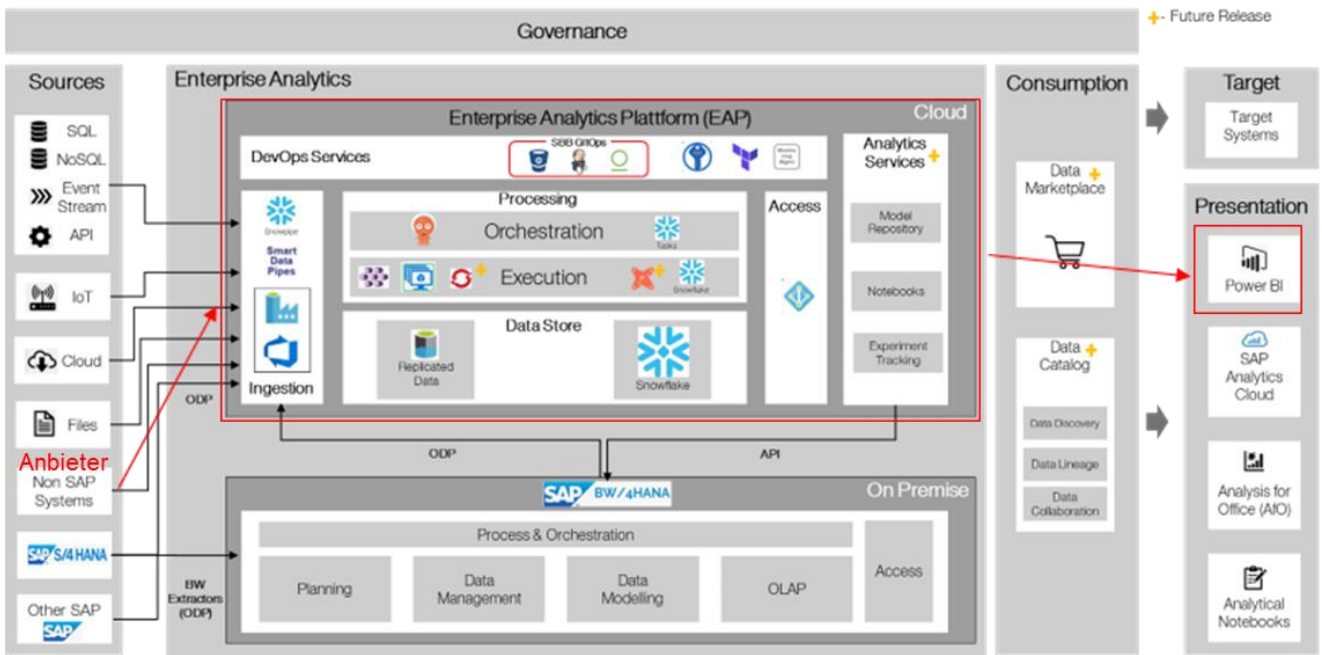 +- Future Release
Governance
Sources
SQL
NoSQL
Event
Stream
API
IoT
Cloud
Files
Anbieter
Non SAP
Systems
SAP S/4 HANA
Other SAP
SAP
Enterprise Analytics
Cloud
Enterprise Analytics Plattform (EAP)
DevOps Services
SBB GitOps
Snowpipe
Smart
Data
Pipes
Ingestion
Processing
Orchestration
Tasks
Execution
Snowflake
Data Store
Replicated
Data
Snowflake
Access
Analytics
Services
Model
Repository
Notebooks
Experiment
Tracking
ODP
ODP
API
SAP BW/4HANA
On Premise
Process & Orchestration
Planning
Data
Management
Data
Modelling
OLAP
Access
BW
Extractors
(ODP)
Consumption
Data
Marketplace
Data
Catalog
Data Discovery
Data Lineage
Data
Collaboration
Target
Target
Systems
Presentation
Power BI
SAP
Analytics
Cloud
Analysis for
Office (AfO)
Analytical
Notebooks